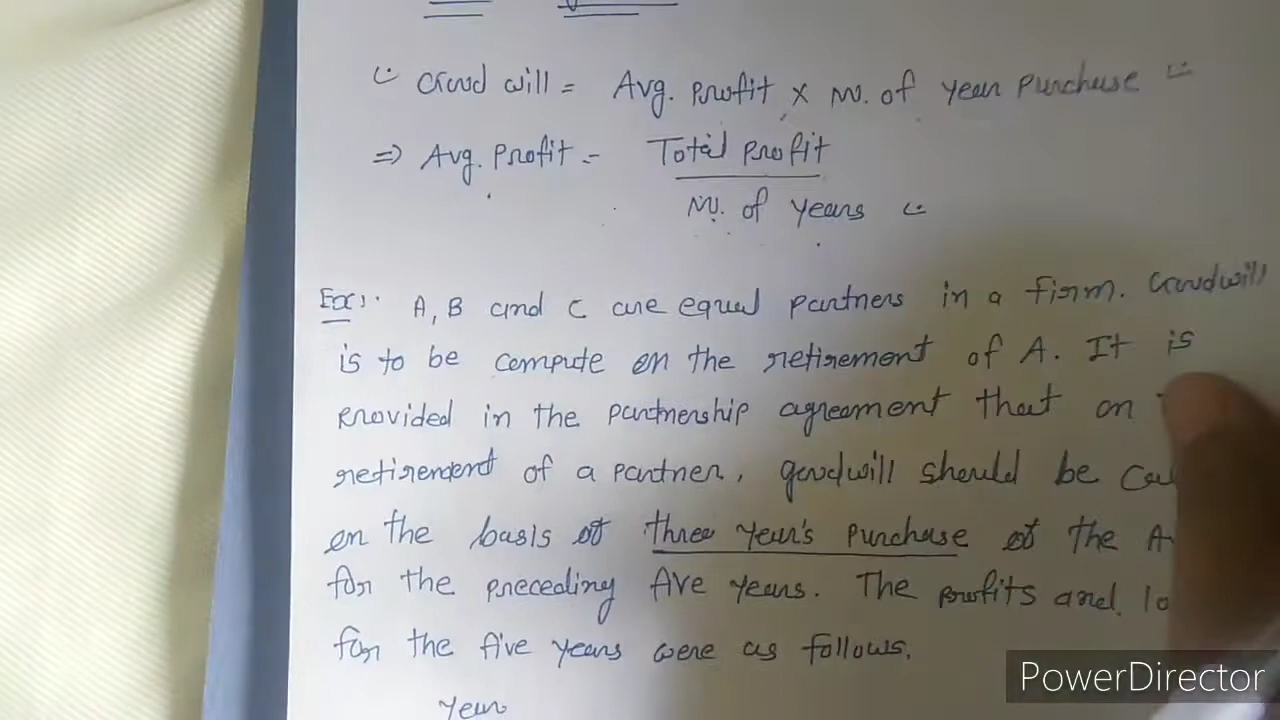 Good will = Avg. Profit × No. of year purchase
⇒ Avg. Profit = Total Profit
No. of years
Ex:1. A, B and C are equal partners in a firm. Goodwill
is to be compute on the retirement of A. It is
provided in the partnership agreement that on
retirement of a partner, goodwill should be
on the basis of three year's purchase of the A
for the preceding five years. The profits and lo
for the five years were as follows.
Year
PowerDirector